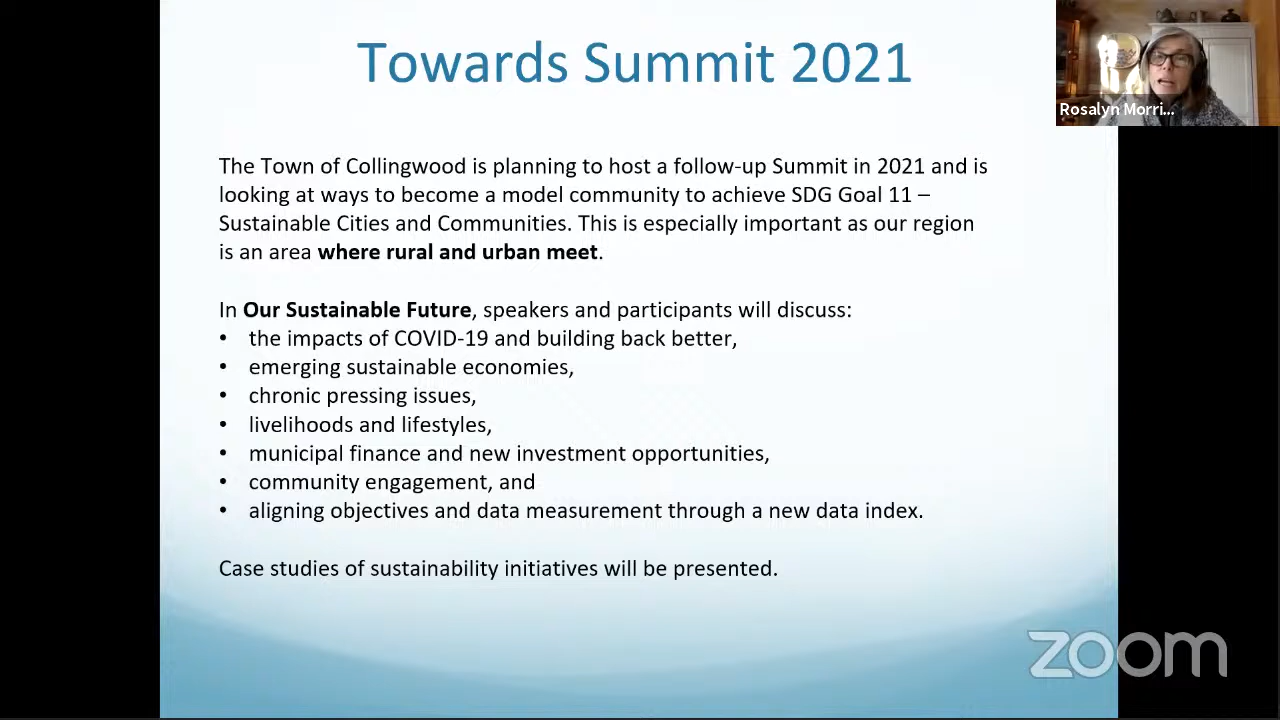 Towards Summit 2021
Rosalyn Morri...
The Town of Collingwood is planning to host a follow-up Summit in 2021 and is
looking at ways to become a model community to achieve SDG Goal 11 –
Sustainable Cities and Communities. This is especially important as our region
is an area where rural and urban meet.
In Our Sustainable Future, speakers and participants will discuss:
• the impacts of COVID-19 and building back better,
• emerging sustainable economies,
• chronic pressing issues,
• livelihoods and lifestyles,
• municipal finance and new investment opportunities,
• community engagement, and
• aligning objectives and data measurement through a new data index.
Case studies of sustainability initiatives will be presented.
zoom